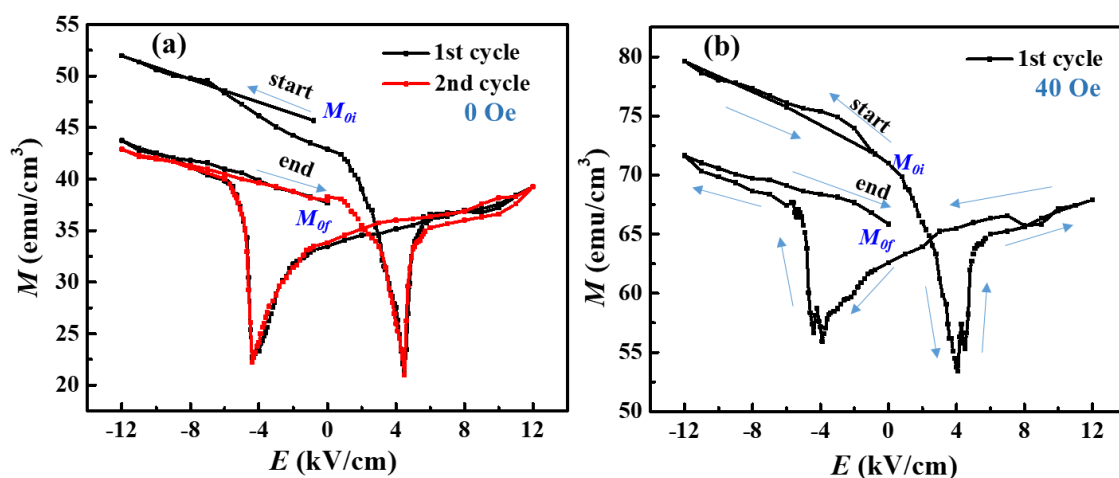 (a)
1st cycle
2nd cycle
0 Oe
start
M0i
end
M0f
55
50
45
40
35
30
25
20
M (emu/cm3)
-12 -8 -4 0 4 8 12
E (kV/cm)
(b)
1st cycle
40 Oe
start
M0i
end
M0f
80
75
70
65
60
55
50
M (emu/cm3)
-12 -8 -4 0 4 8 12
E (kV/cm)